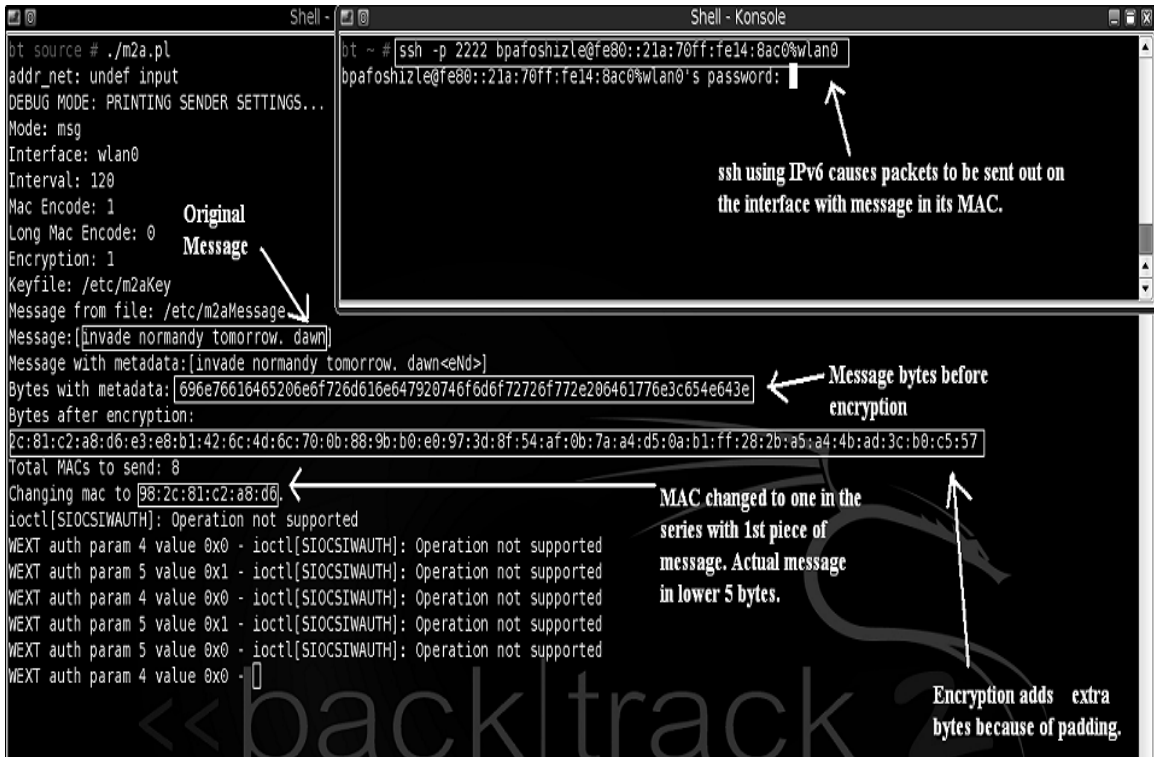 Shell -
bt source # ./m2a.pl
addr_net: undef input
DEBUG MODE: PRINTING SENDER SETTINGS...
Mode: msg
Interface: wlan0
Interval: 120
Mac Encode: 1
Long Mac Encode: 0
Encryption: 1
Keyfile: /etc/m2aKey
Message from file: /etc/m2aMessage
Message:[invade normandy tomorrow. dawn]
Message with metadata:[invade normandy tomorrow. dawn<eNd>]
Bytes with metadata: 696e76616465206e6f726d616e647920746f6d6f72726f772e206461776e3c654e643e
Bytes after encryption:
2c:81:c2:a8:d6:e3:e8:b1:42:6c:4d:6c:70:0b:88:9b:b0:e0:97:3d:8f:54:af:0b:7a:a4:d5:0a:b1:ff:28:2b:a5:a4:4b:ad:3c:b0:c5:57
Total MACs to send: 8
Changing mac to 98:2c:81:c2:a8:d6.
ioctl[SIOCSIWAUTH]: Operation not supported
WEXT auth param 4 value 0x0 - ioctl[SIOCSIWAUTH]: Operation not supported
WEXT auth param 5 value 0x1 - ioctl[SIOCSIWAUTH]: Operation not supported
WEXT auth param 4 value 0x0 - ioctl[SIOCSIWAUTH]: Operation not supported
WEXT auth param 5 value 0x1 - ioctl[SIOCSIWAUTH]: Operation not supported
WEXT auth param 5 value 0x0 - ioctl[SIOCSIWAUTH]: Operation not supported
WEXT auth param 4 value 0x0 -
Shell - Konsole
bt ~ # ssh -p 2222 bpafoshizle@fe80::21a:70ff:fe14:8ac0%wlan0
bpafoshizle@fe80::21a:70ff:fe14:8ac0%wlan0's password:
ssh using IPv6 causes packets to be sent out on
the interface with message in its MAC.
Original
Message
Message bytes before
encryption
MAC changed to one in the
series with 1st piece of
message. Actual message
in lower 5 bytes.
Encryption adds extra
bytes because of padding.
<<back|track 2